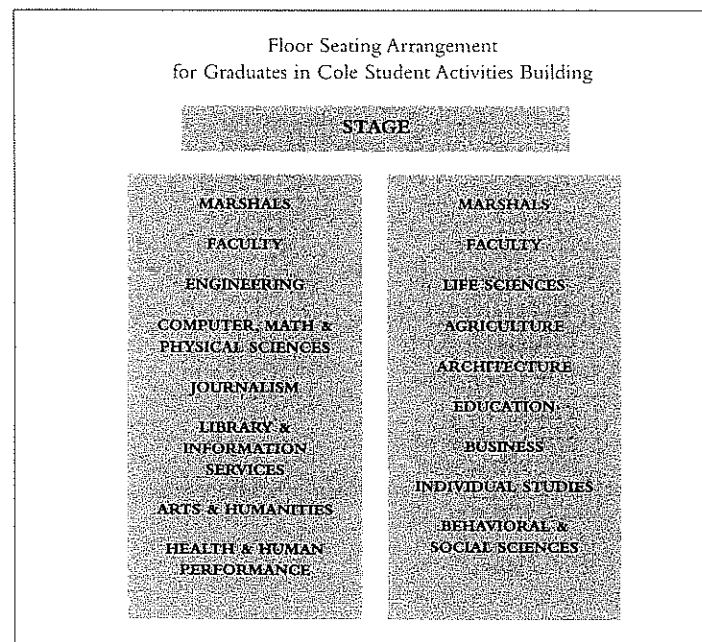 Floor Seating Arrangement
for Graduates in Cole Student Activities Building
STAGE
MARSHALS
FACULTY
ENGINEERING
COMPUTER, MATH &
PHYSICAL SCIENCES
JOURNALISM
LIBRARY &
INFORMATION
SERVICES
ARTS & HUMANITIES
HEALTH & HUMAN
PERFORMANCE
MARSHALS
FACULTY
LIFE SCIENCES
AGRICULTURE
ARCHITECTURE
EDUCATION
BUSINESS
INDIVIDUAL STUDIES
BEHAVIORAL &
SOCIAL SCIENCES